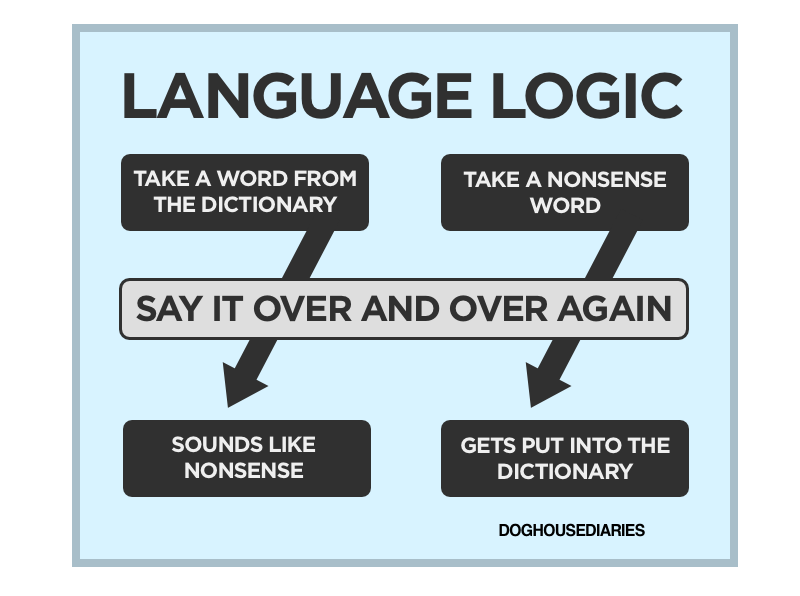 LANGUAGE LOGIC
TAKE A WORD FROM
THE DICTIONARY
TAKE A NONSENSE
WORD
SAY IT OVER AND OVER AGAIN
SOUNDS LIKE
NONSENSE
GETS PUT INTO THE
DICTIONARY
DOGHOUSEDIARIES